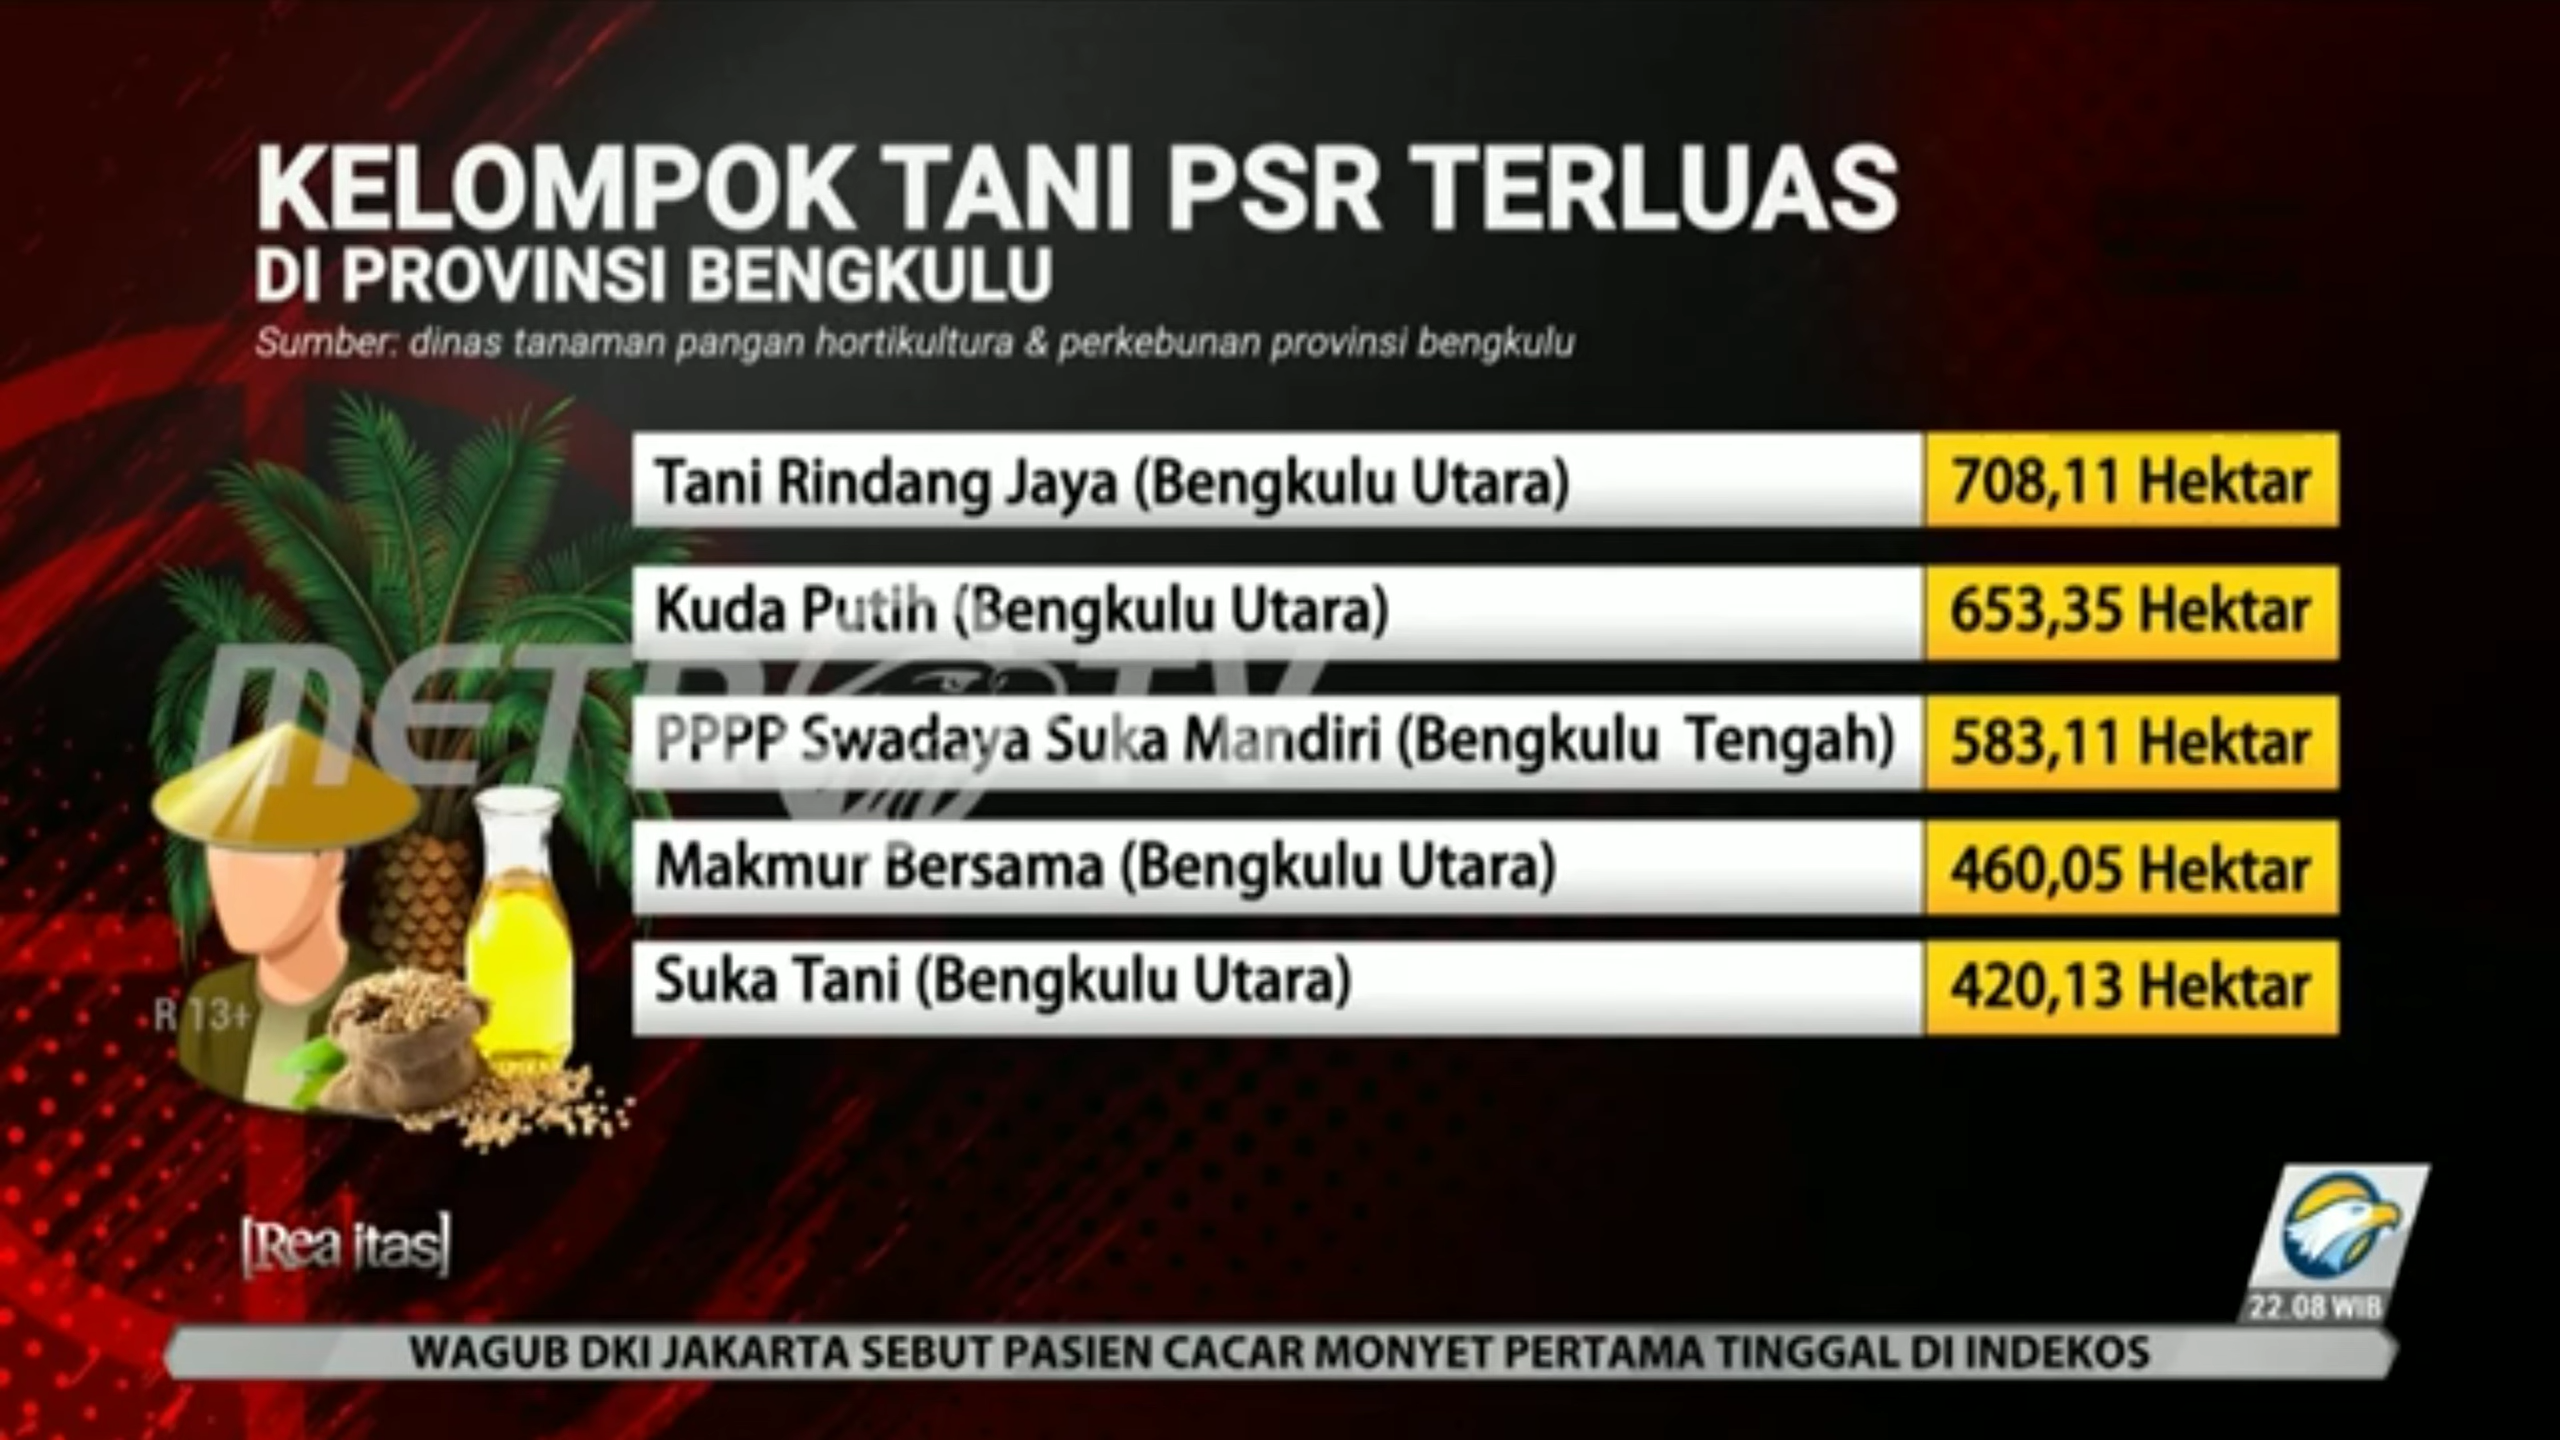 KELOMPOK TANI PSR TERLUAS
DI PROVINSI BENGKULU
Sumber: dinas tanaman pangan hortikultura & perkebunan provinsi bengkulu
Tani Rindang Jaya (Bengkulu Utara) 708,11 Hektar
Kuda Putih (Bengkulu Utara) 653,35 Hektar
METRO TV
PPPP Swadaya Suka Mandiri (Bengkulu Tengah) 583,11 Hektar
Makmur Bersama (Bengkulu Utara) 460,05 Hektar
Suka Tani (Bengkulu Utara) 420,13 Hektar
R 13+
[Realitas]
22.08 WIB
WAGUB DKI JAKARTA SEBUT PASIEN CACAR MONYET PERTAMA TINGGAL DI INDEKOS